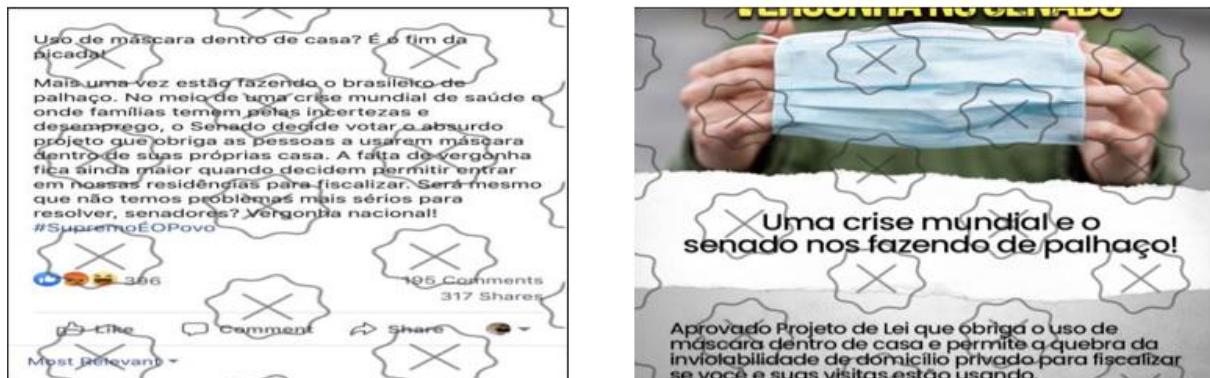 Uso de máscara dentro de casa? É o fim da
picada!
Mais uma vez estão fazendo o brasileiro de
palhaço. No meio de uma crise mundial de saúde e
onde famílias temem pelas incertezas e
desemprego, o Senado decide votar o absurdo
projeto que obriga as pessoas a usarem máscara
dentro de suas próprias casa. A falta de vergonha
fica ainda maior quando decidem permitir entrar
em nossas residências para fiscalizar. Será mesmo
que não temos problemas mais sérios para
resolver, senadores? Vergonha nacional!
#SupremoÉOPovo
396 195 Comments
317 Shares
Like Comment Share
Most Relevant
VERGONHA NO SENADO
Uma crise mundial e o
senado nos fazendo de palhaço!
Aprovado Projeto de Lei que obriga o uso de
máscara dentro de casa e permite a quebra da
inviolabilidade de domicílio privado para fiscalizar
se você e suas visitas estão usando